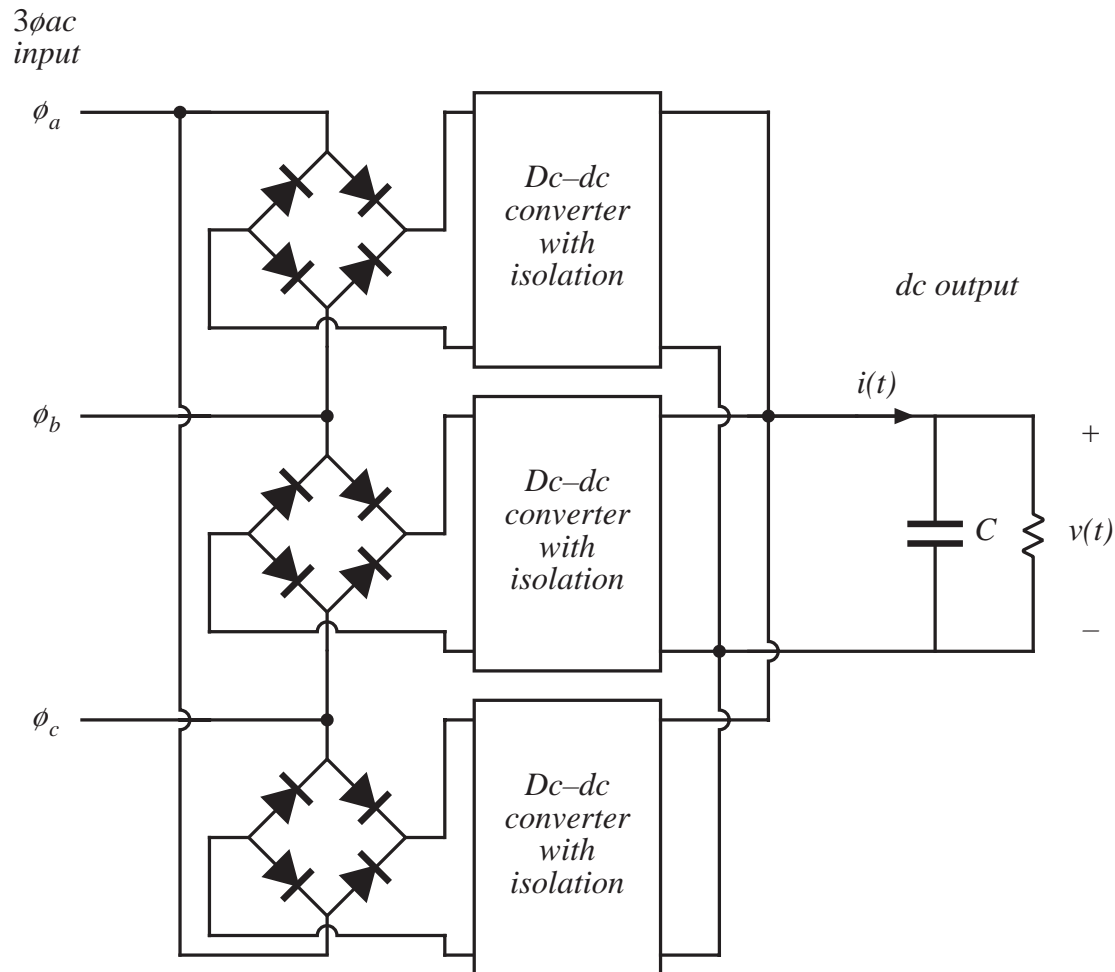 3ϕac
input
ϕa
Dc–dc
converter
with
isolation
dc output
i(t)
ϕb
Dc–dc
converter
with
isolation
+
C
v(t)
–
ϕc
Dc–dc
converter
with
isolation